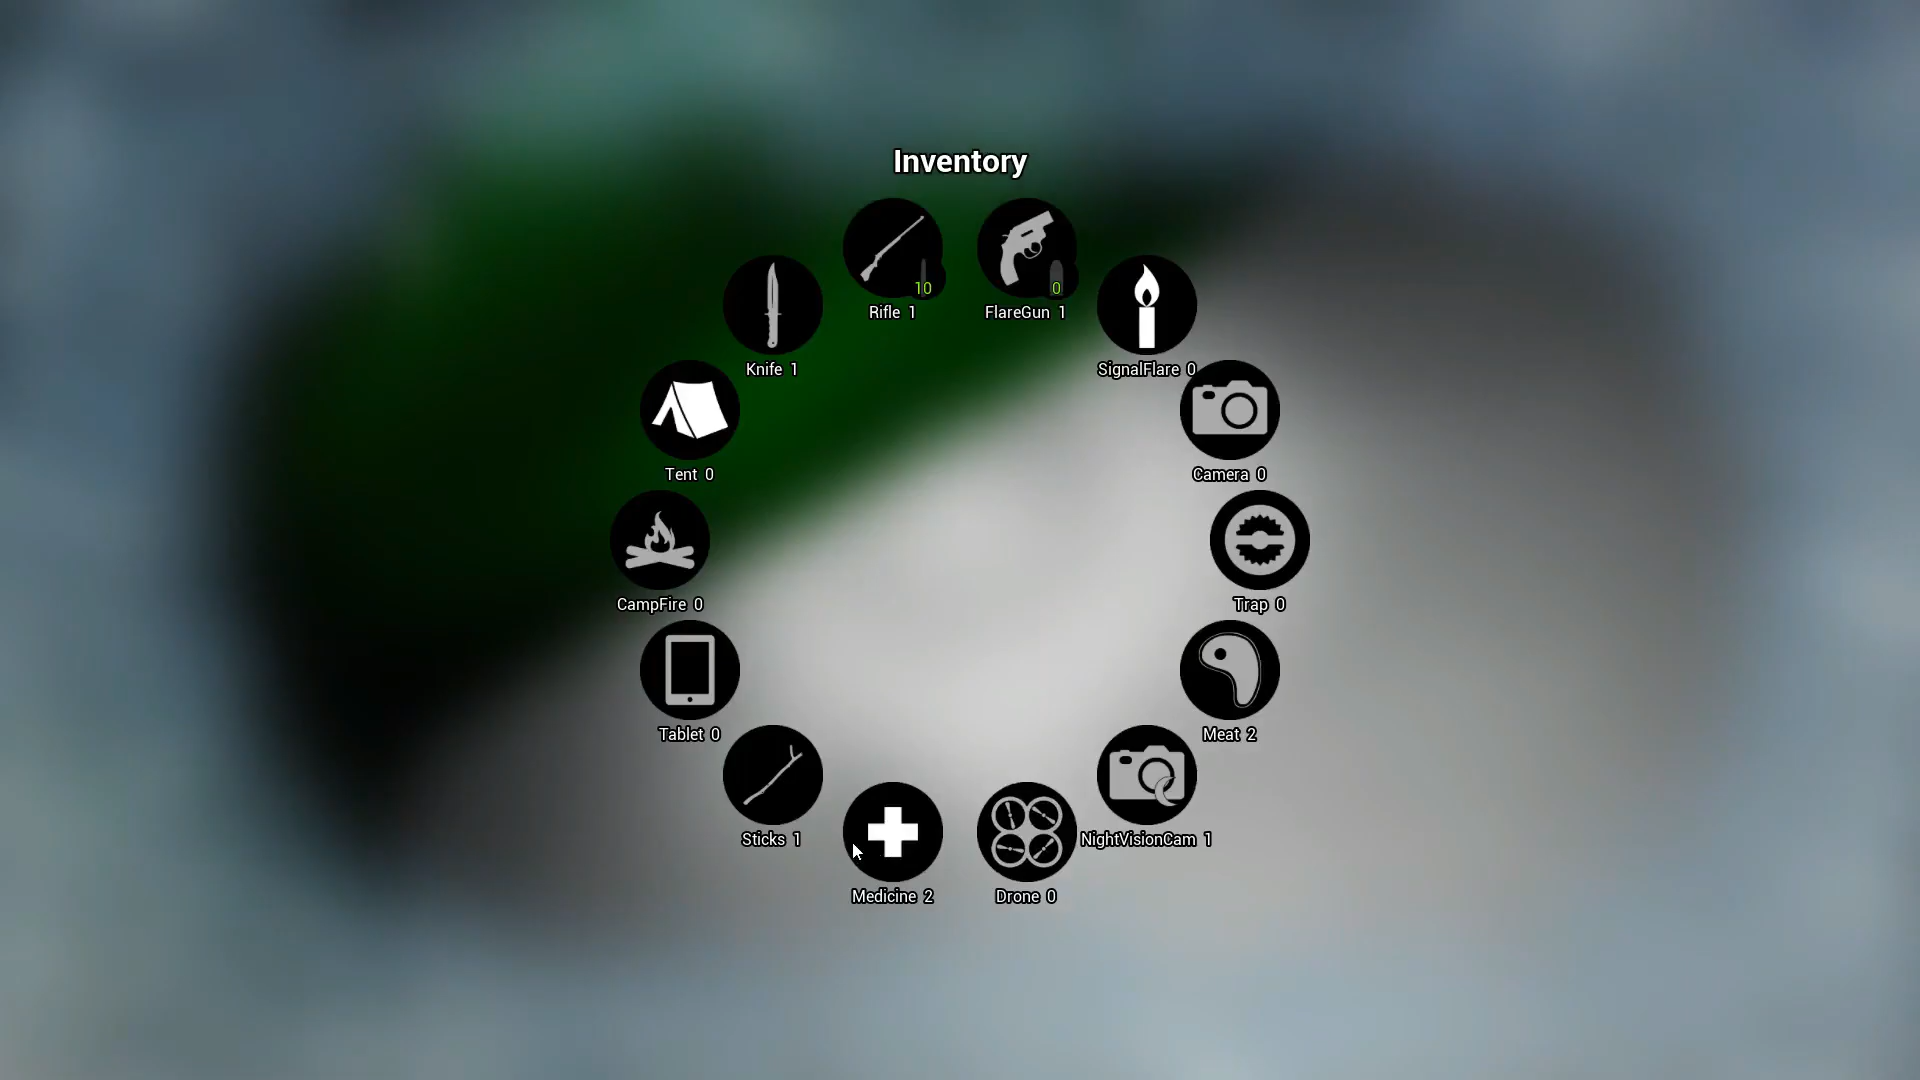 Inventory
10
0
Rifle 1
FlareGun 1
Knife 1
SignalFlare 0
Tent 0
Camera 0
CampFire 0
Trap 0
Tablet 0
Meat 2
Sticks 1
NightVisionCam 1
Medicine 2
Drone 0